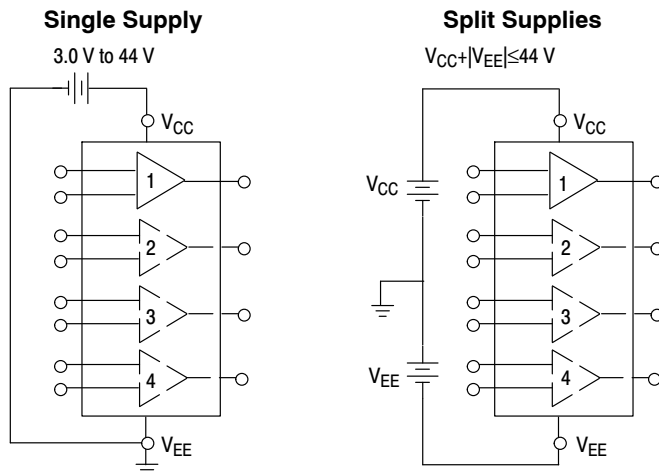 Single Supply
3.0 V to 44 V
VCC
1
2
3
4
VEE
Split Supplies
VCC+|VEE|≤44 V
VCC
VCC
1
2
3
VEE
4
VEE